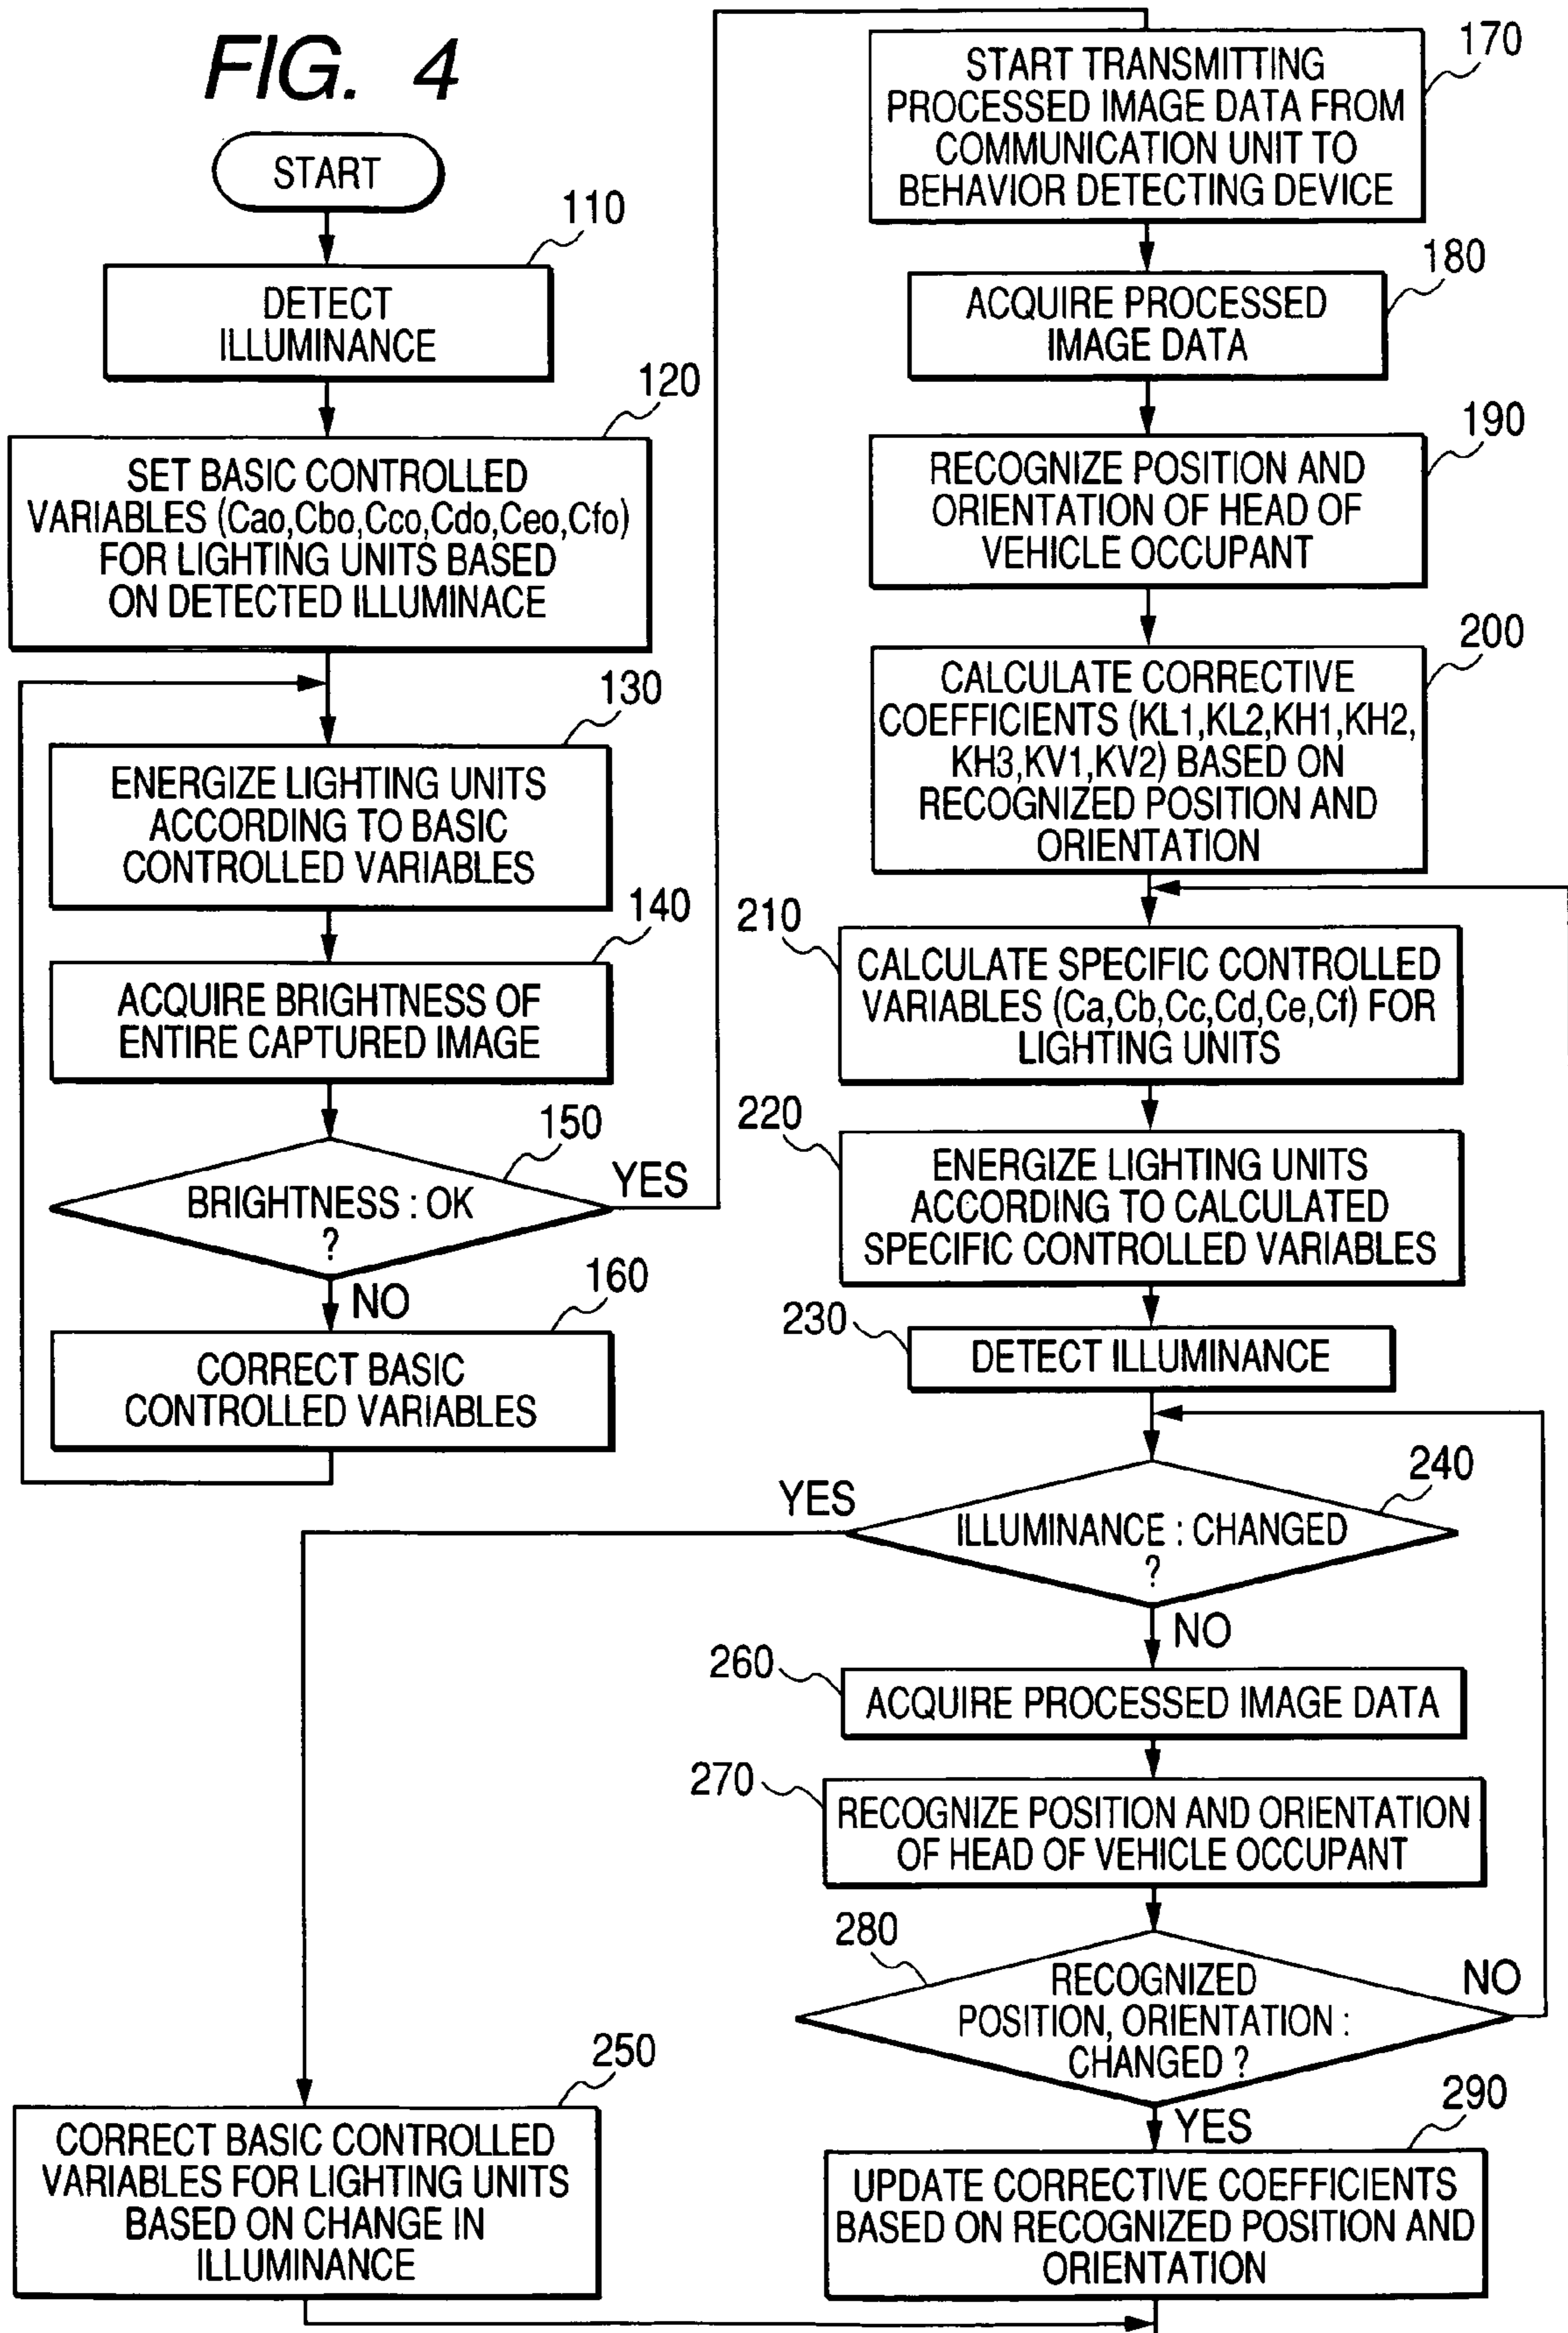 FIG. 4
START
110
DETECT
ILLUMINANCE
120
SET BASIC CONTROLLED
VARIABLES (Cao,Cbo,Cco,Cdo,Ceo,Cfo)
FOR LIGHTING UNITS BASED
ON DETECTED ILLUMINACE
130
ENERGIZE LIGHTING UNITS
ACCORDING TO BASIC
CONTROLLED VARIABLES
140
ACQUIRE BRIGHTNESS OF
ENTIRE CAPTURED IMAGE
150
BRIGHTNESS : OK
?
YES
NO
160
CORRECT BASIC
CONTROLLED VARIABLES
170
START TRANSMITTING
PROCESSED IMAGE DATA FROM
COMMUNICATION UNIT TO
BEHAVIOR DETECTING DEVICE
180
ACQUIRE PROCESSED
IMAGE DATA
190
RECOGNIZE POSITION AND
ORIENTATION OF HEAD OF
VEHICLE OCCUPANT
200
CALCULATE CORRECTIVE
COEFFICIENTS (KL1,KL2,KH1,KH2,
KH3,KV1,KV2) BASED ON
RECOGNIZED POSITION AND
ORIENTATION
210
CALCULATE SPECIFIC CONTROLLED
VARIABLES (Ca,Cb,Cc,Cd,Ce,Cf) FOR
LIGHTING UNITS
220
ENERGIZE LIGHTING UNITS
ACCORDING TO CALCULATED
SPECIFIC CONTROLLED VARIABLES
230
DETECT ILLUMINANCE
240
YES
ILLUMINANCE : CHANGED
?
NO
260
ACQUIRE PROCESSED IMAGE DATA
270
RECOGNIZE POSITION AND ORIENTATION
OF HEAD OF VEHICLE OCCUPANT
280
RECOGNIZED
POSITION, ORIENTATION :
CHANGED ?
NO
YES
250
CORRECT BASIC CONTROLLED
VARIABLES FOR LIGHTING UNITS
BASED ON CHANGE IN
ILLUMINANCE
290
UPDATE CORRECTIVE COEFFICIENTS
BASED ON RECOGNIZED POSITION AND
ORIENTATION